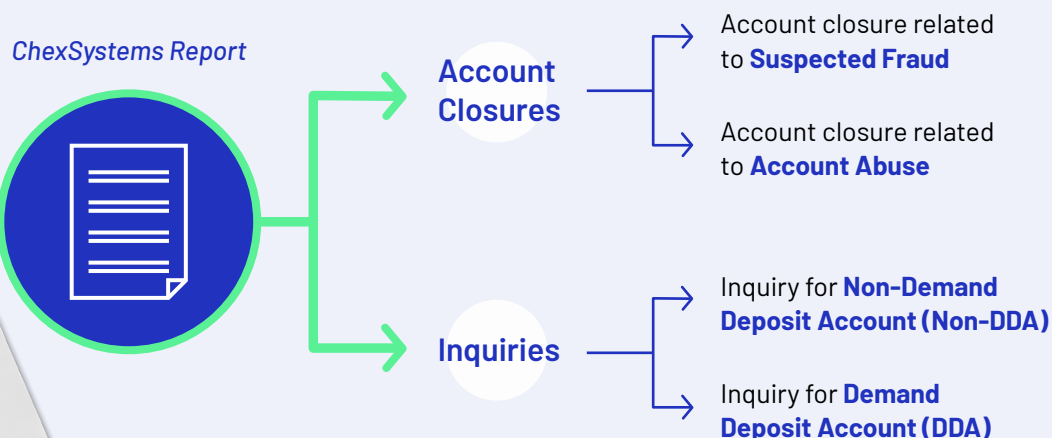 ChexSystems Report
Account
Closures
Account closure related
to Suspected Fraud
Account closure related
to Account Abuse
Inquiries
Inquiry for Non-Demand
Deposit Account (Non-DDA)
Inquiry for Demand
Deposit Account (DDA)